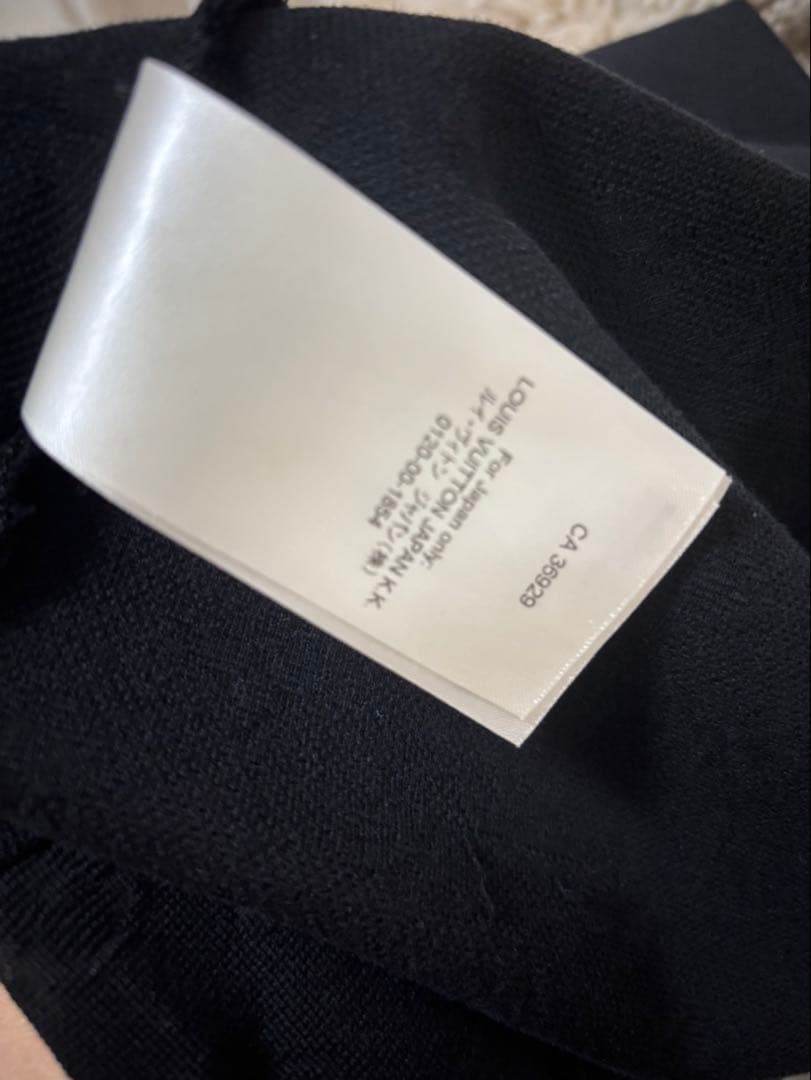 CA 36929
For Japan only:
LOUIS VUITTON JAPAN K.K.
ルイ・ヴィトン ジャパン(株)
0120-00-1854